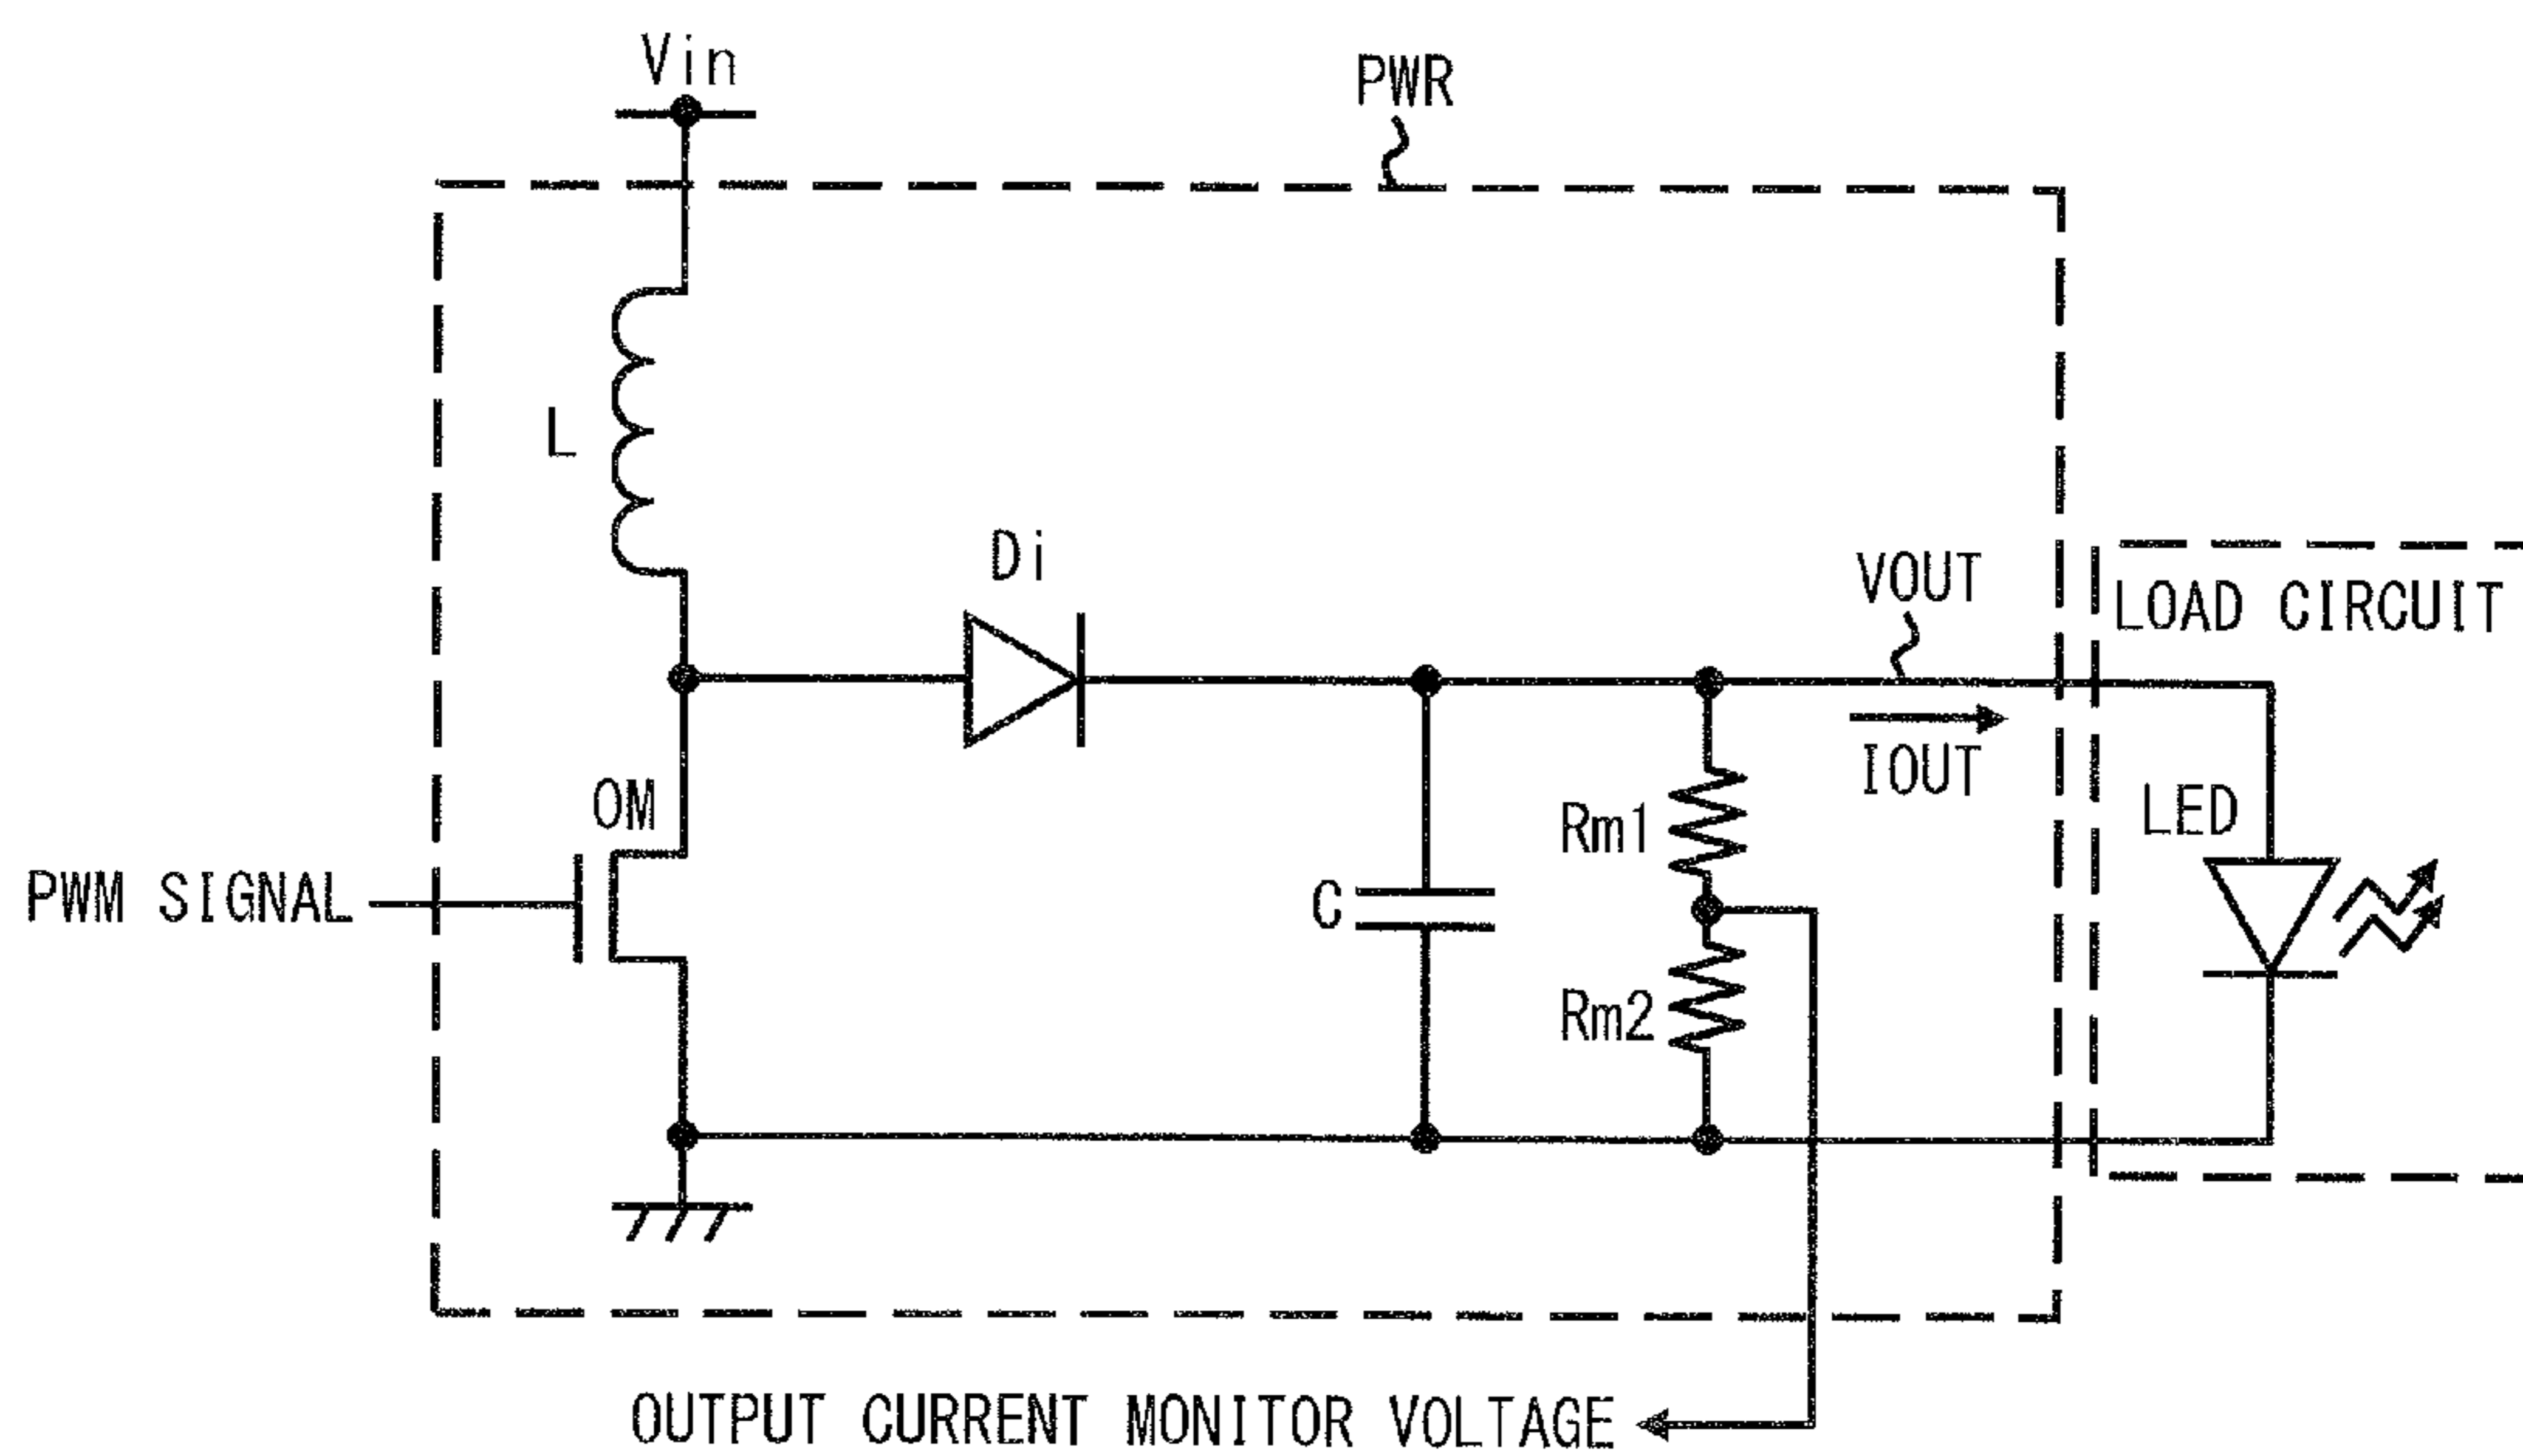 Vin
PWR
L
Di
VOUT
LOAD CIRCUIT
IOUT
OM
Rm1
LED
PWM SIGNAL
C
Rm2
OUTPUT CURRENT MONITOR VOLTAGE